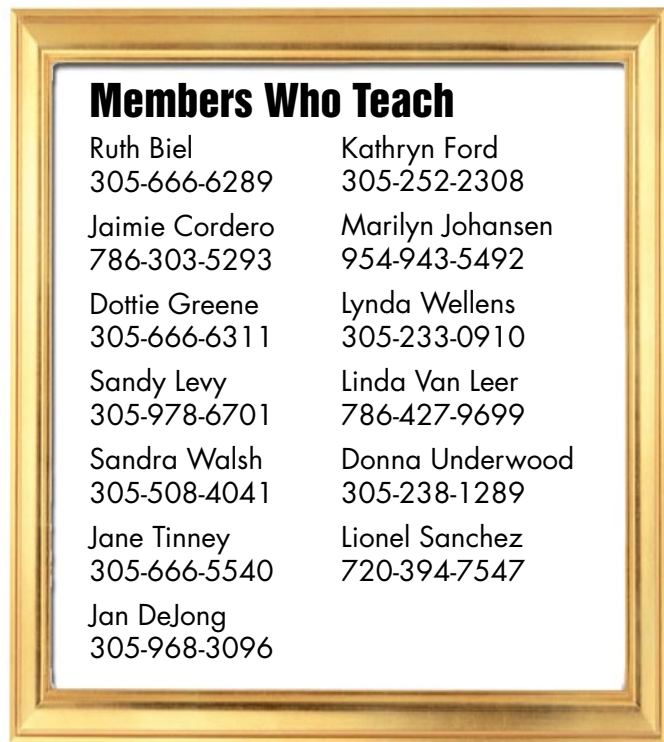 Members Who Teach
Ruth Biel
305-666-6289
Jaimie Cordero
786-303-5293
Dottie Greene
305-666-6311
Sandy Levy
305-978-6701
Sandra Walsh
305-508-4041
Jane Tinney
305-666-5540
Jan DeJong
305-968-3096
Kathryn Ford
305-252-2308
Marilyn Johansen
954-943-5492
Lynda Wellens
305-233-0910
Linda Van Leer
786-427-9699
Donna Underwood
305-238-1289
Lionel Sanchez
720-394-7547